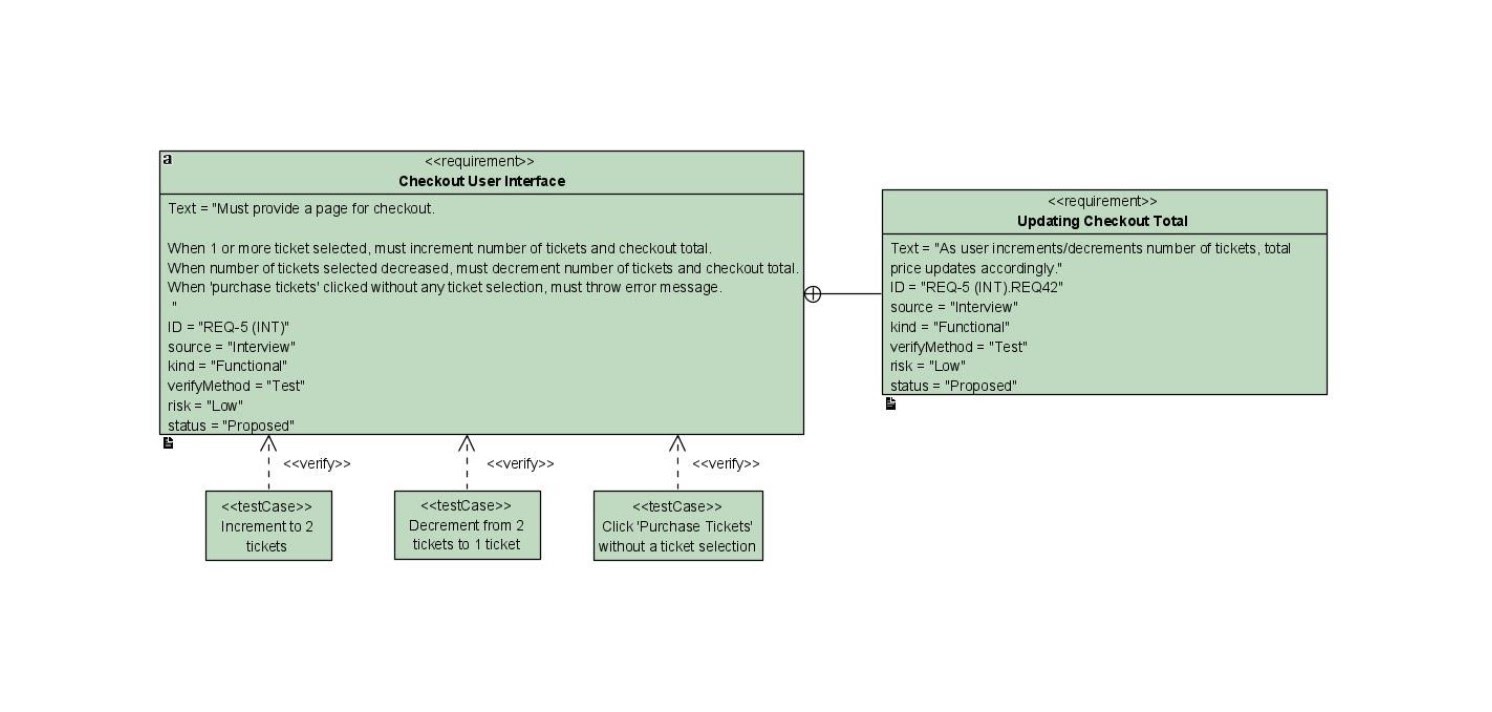 a
<<requirement>>
Checkout User Interface
Text = "Must provide a page for checkout.
When 1 or more ticket selected, must increment number of tickets and checkout total.
When number of tickets selected decreased, must decrement number of tickets and checkout total.
When 'purchase tickets' clicked without any ticket selection, must throw error message.
"
ID = "REQ-5 (INT)"
source = "Interview"
kind = "Functional"
verifyMethod = "Test"
risk = "Low"
status = "Proposed"
<<requirement>>
Updating Checkout Total
Text = "As user increments/decrements number of tickets, total
price updates accordingly."
ID = "REQ-5 (INT).REQ42"
source = "Interview"
kind = "Functional"
verifyMethod = "Test"
risk = "Low"
status = "Proposed"
<<verify>>
<<verify>>
<<verify>>
<<testCase>>
Increment to 2
tickets
<<testCase>>
Decrement from 2
tickets to 1 ticket
<<testCase>>
Click 'Purchase Tickets'
without a ticket selection